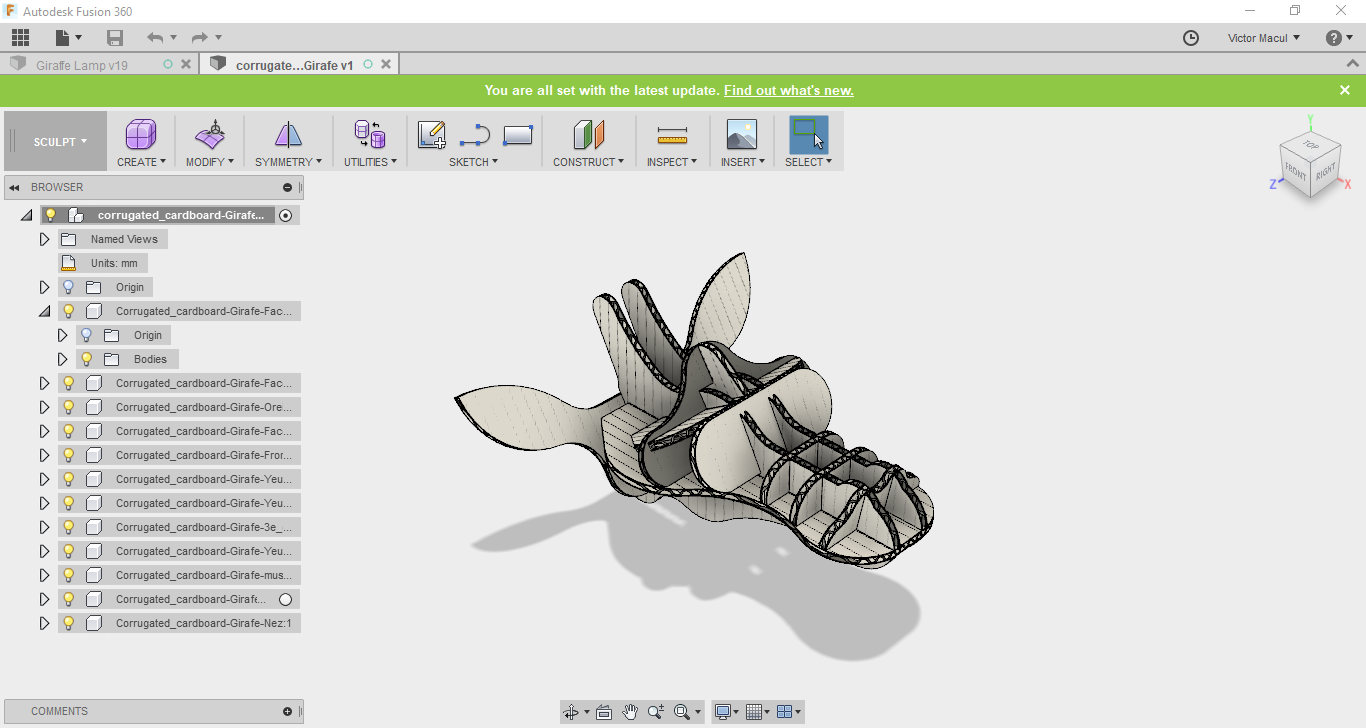 Autodesk Fusion 360
Victor Macul
Giraffe Lamp v19
corrugate...Girafe v1
You are all set with the latest update. Find out what's new.
SCULPT
CREATE
MODIFY
SYMMETRY
UTILITIES
SKETCH
CONSTRUCT
INSPECT
INSERT
SELECT
Y
TOP
FRONT
RIGHT
Z
X
BROWSER
corrugated_cardboard-Girafe...
Named Views
Units: mm
Origin
Corrugated_cardboard-Girafe-Fac...
Origin
Bodies
Corrugated_cardboard-Girafe-Fac...
Corrugated_cardboard-Girafe-Ore...
Corrugated_cardboard-Girafe-Fac...
Corrugated_cardboard-Girafe-Fror...
Corrugated_cardboard-Girafe-Yeu...
Corrugated_cardboard-Girafe-Yeu...
Corrugated_cardboard-Girafe-3e_...
Corrugated_cardboard-Girafe-Yeu...
Corrugated_cardboard-Girafe-mus...
Corrugated_cardboard-Girafe...
Corrugated_cardboard-Girafe-Nez:1
COMMENTS